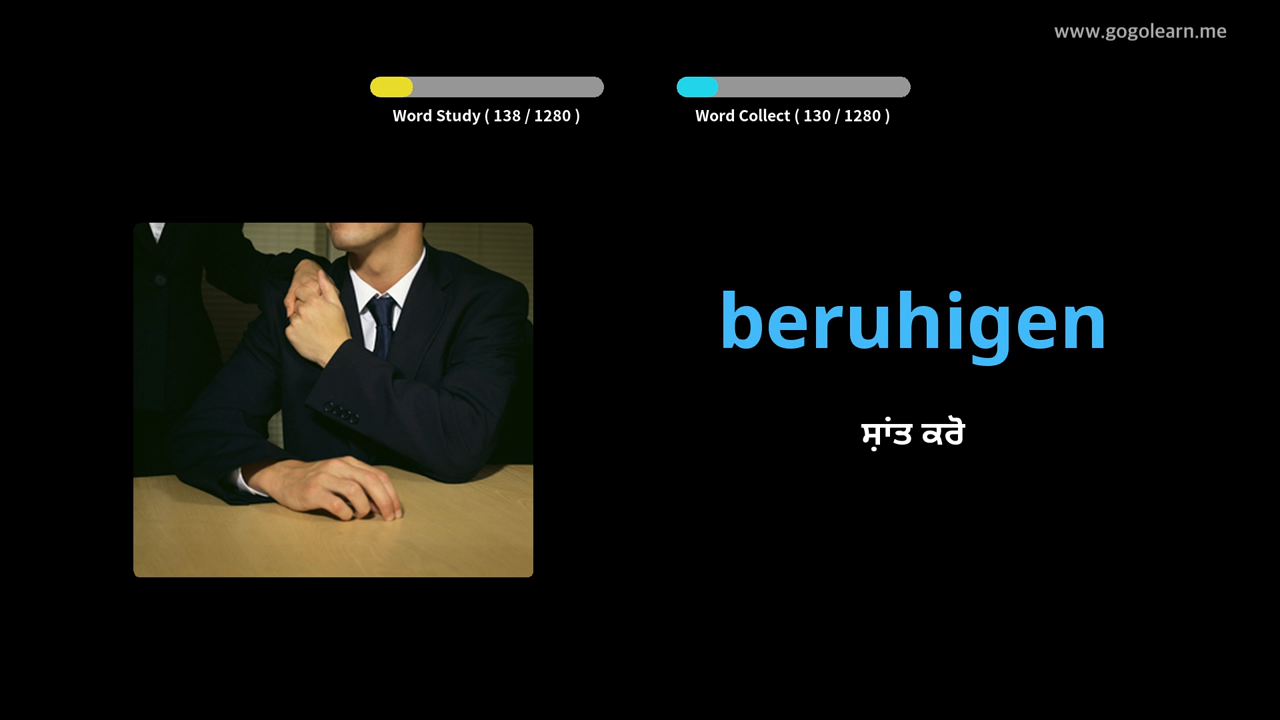 www.gogolearn.me
Word Study ( 138 / 1280 )
Word Collect ( 130 / 1280 )
beruhigen
ਸ਼ਾਂਤ ਕਰੋ